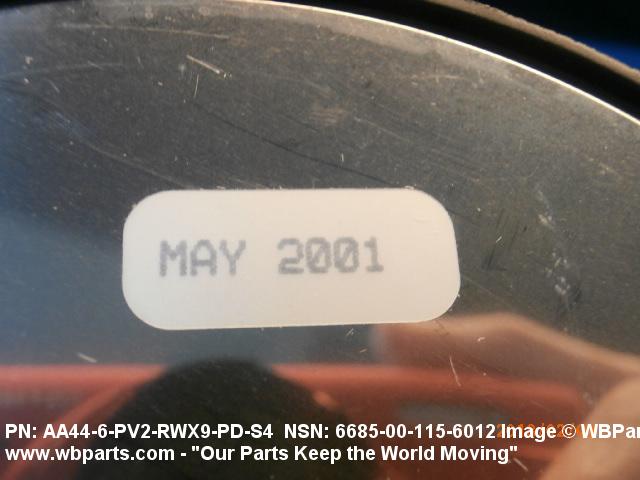 MAY 2001
PN: AA44-6-PV2-RWX9-PD-S4 NSN: 6685-00-115-6012 Image © WBPar
www.wbparts.com - "Our Parts Keep the World Moving"